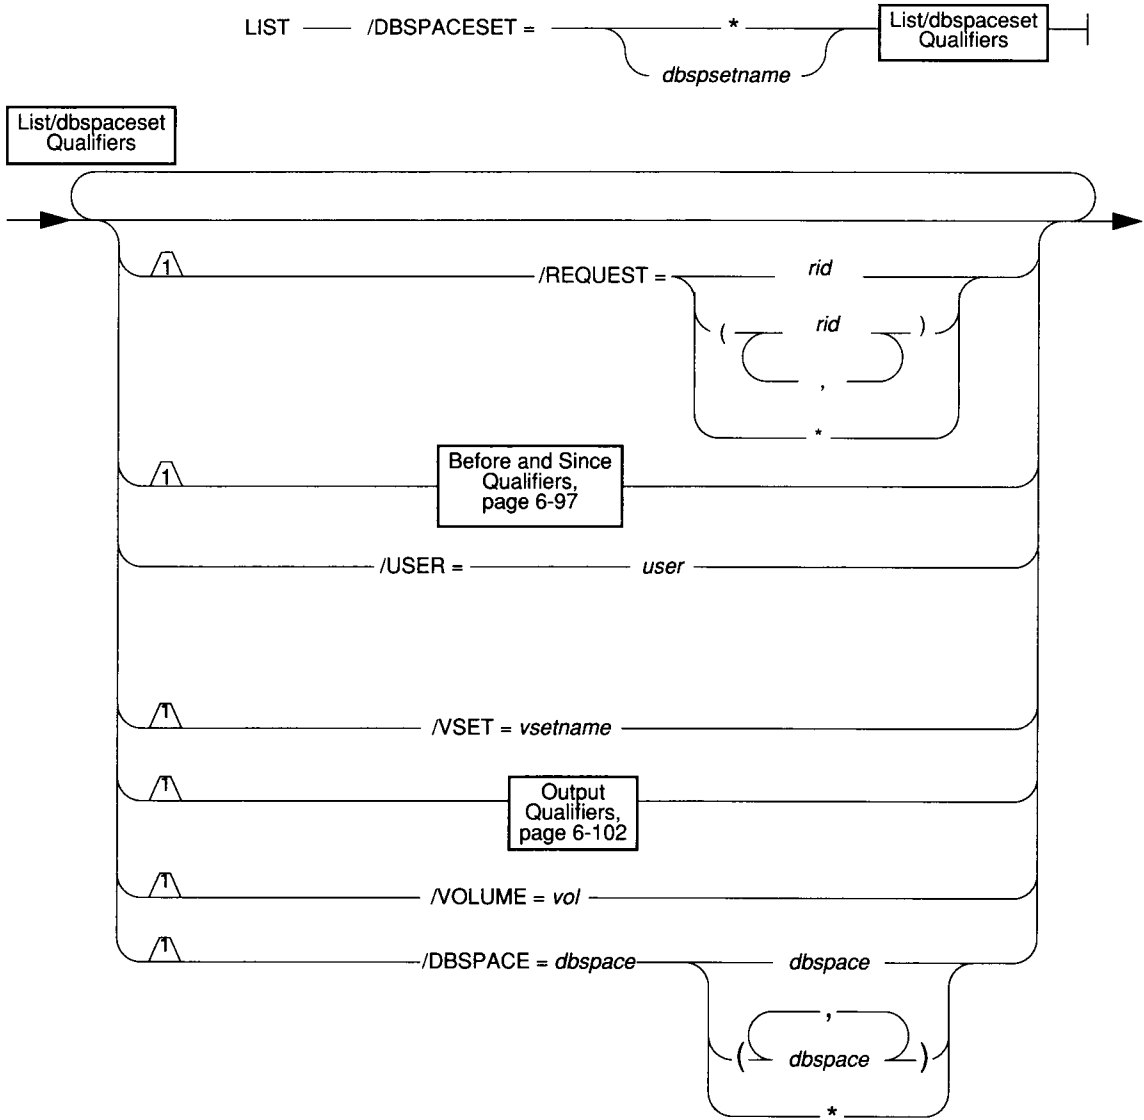 LIST /DBSPACESET = * List/dbspaceset
Qualifiers
dbspsetname
List/dbspaceset
Qualifiers
1 /REQUEST = rid
( rid )
,
*
1 Before and Since
Qualifiers,
page 6-97
/USER = user
1 /VSET = vsetname
1 Output
Qualifiers,
page 6-102
1 /VOLUME = vol
1 /DBSPACE = dbspace dbspace
,
( dbspace )
*